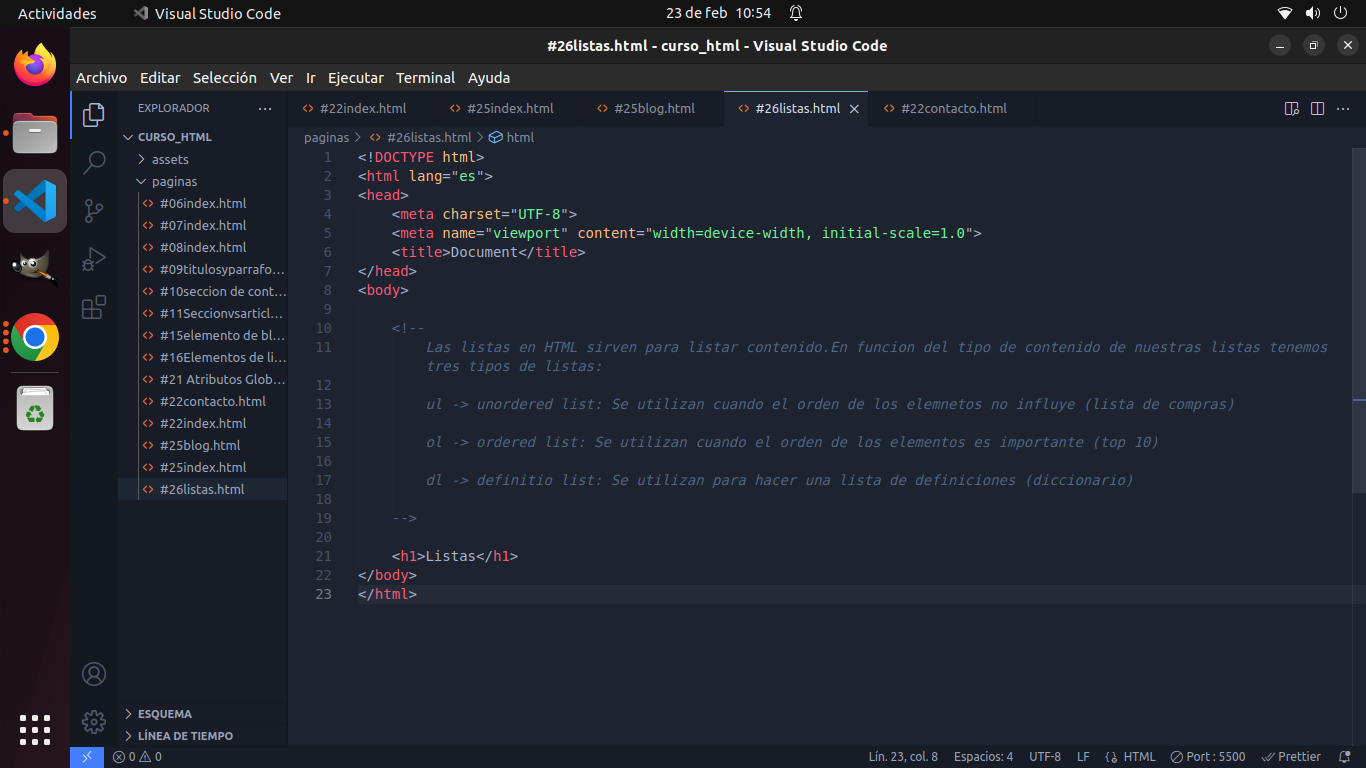 Actividades
Visual Studio Code
23 de feb 10:54
#26listas.html - curso_html - Visual Studio Code
Archivo Editar Selección Ver Ir Ejecutar Terminal Ayuda
EXPLORADOR
CURSO_HTML
assets
paginas
#06index.html
#07index.html
#08index.html
#09titulosyparrafo...
#10seccion de cont...
#11Seccionvsarticl...
#15elemento de bl...
#16Elementos de li...
#21 Atributos Glob...
#22contacto.html
#22index.html
#25blog.html
#25index.html
#26listas.html
ESQUEMA
LÍNEA DE TIEMPO
#22index.html #25index.html #25blog.html #26listas.html #22contacto.html
paginas > #26listas.html > html
1 <!DOCTYPE html>
2 <html lang="es">
3 <head>
4 <meta charset="UTF-8">
5 <meta name="viewport" content="width=device-width, initial-scale=1.0">
6 <title>Document</title>
7 </head>
8 <body>
9
10 <!--
11 Las listas en HTML sirven para listar contenido.En funcion del tipo de contenido de nuestras listas tenemos
tres tipos de listas:
12
13 ul -> unordered list: Se utilizan cuando el orden de los elemnetos no influye (lista de compras)
14
15 ol -> ordered list: Se utilizan cuando el orden de los elementos es importante (top 10)
16
17 dl -> definitio list: Se utilizan para hacer una lista de definiciones (diccionario)
18
19 -->
20
21 <h1>Listas</h1>
22 </body>
23 </html>
0 0
Lín. 23, col. 8 Espacios: 4 UTF-8 LF HTML Port : 5500 Prettier